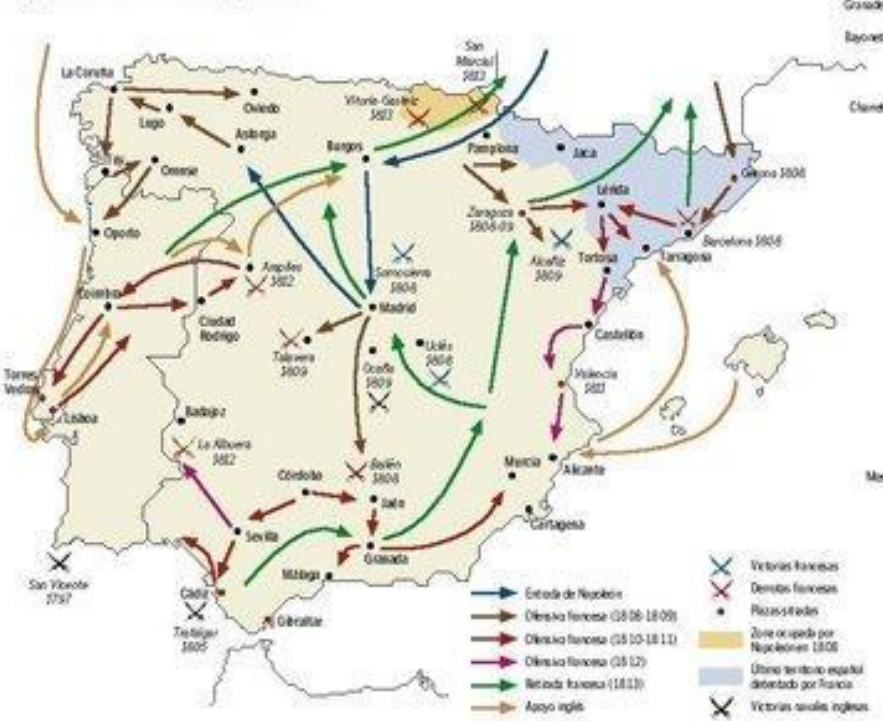 San
Marcial
1813
La Coruña
Oviedo
Lugo
Vitoria-Gasteiz
1813
Astorga
Burgos
Pamplona
Jaca
Orense
Gerona 1808
Lérida
Zaragoza
1808-09
Oporto
Barcelona 1808
Alcañiz
1809
Tortosa
Tarragona
Arapiles
1812
Somosierra
1808
Coimbra
Ciudad
Rodrigo
Madrid
Castellón
Talavera
1809
Uclés
1808
Ocaña
1809
Torres
Vedras
Valencia
1811
Lisboa
Badajoz
La Albuera
1812
Bailén
1808
Córdoba
Jaén
Murcia
Alicante
Sevilla
Cartagena
Granada
San Vicente
1797
Málaga
Cádiz
Gibraltar
Trafalgar
1805
Entrada de Napoleón
Ofensiva francesa (1808-1809)
Ofensiva francesa (1810-1811)
Ofensiva francesa (1812)
Retirada francesa (1813)
Apoyo inglés
Victorias francesas
Derrotas francesas
Plazas sitiadas
Zona ocupada por
Napoleón en 1808
Último territorio español
detentado por Francia
Victorias navales inglesas